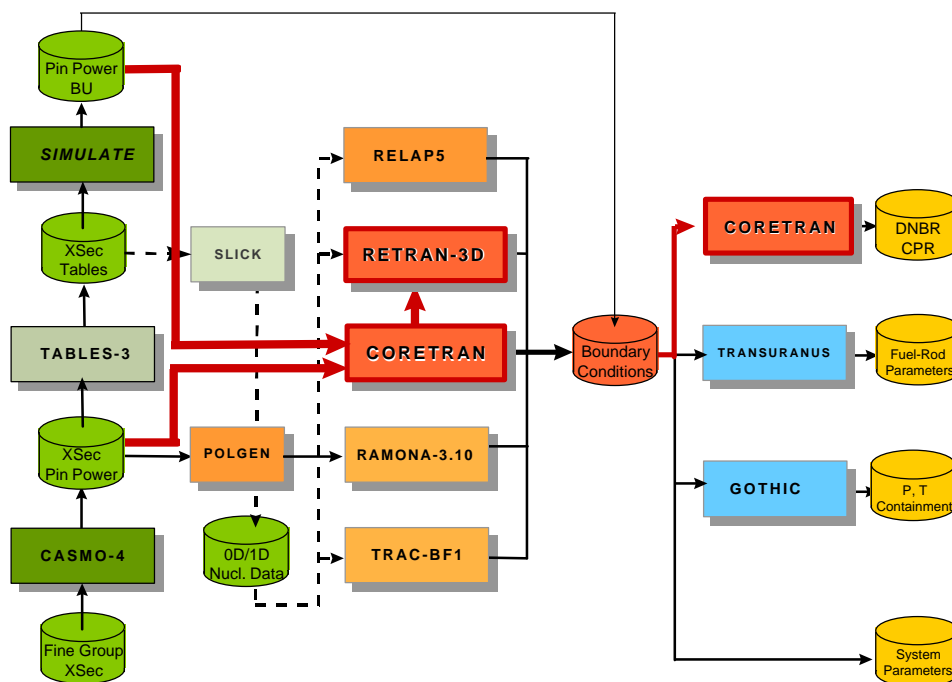 Pin Power
BU
SIMULATE
XSec
Tables
TABLES-3
XSec
Pin Power
CASMO-4
Fine Group
XSec
SLICK
POLGEN
0D/1D
Nucl. Data
RELAP5
RETRAN-3D
CORETRAN
RAMONA-3.10
TRAC-BF1
Boundary
Conditions
CORETRAN
TRANSURANUS
GOTHIC
DNBR
CPR
Fuel-Rod
Parameters
P, T
Containment
System
Parameters